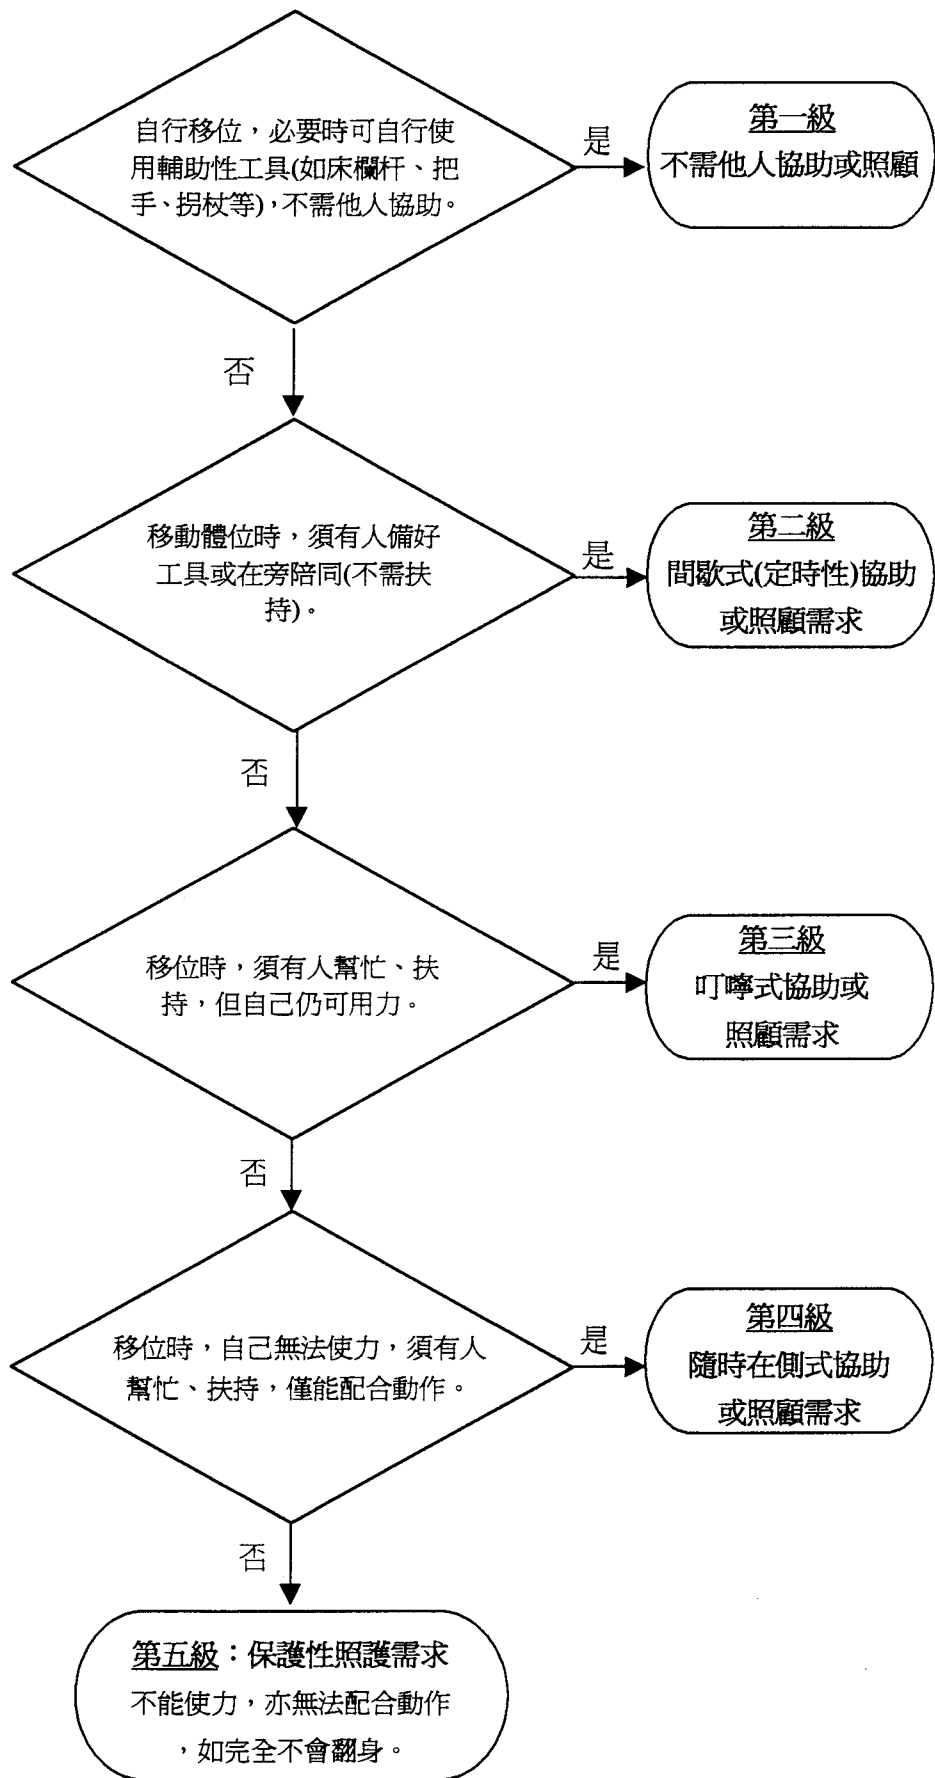 自行移位，必要時可自行使
用輔助性工具(如床欄杆、把
手、拐杖等)，不需他人協助。
是
第一級
不需他人協助或照顧
否
移動體位時，須有人備好
工具或在旁陪同(不需扶
持)。
是
第二級
間歇式(定時性)協助
或照顧需求
否
移位時，須有人幫忙、扶
持，但自己仍可用力。
是
第三級
叮嚀式協助或
照顧需求
否
移位時，自己無法使力，須有人
幫忙、扶持，僅能配合動作。
是
第四級
隨時在側式協助
或照顧需求
否
第五級：保護性照護需求
不能使力，亦無法配合動作
，如完全不會翻身。